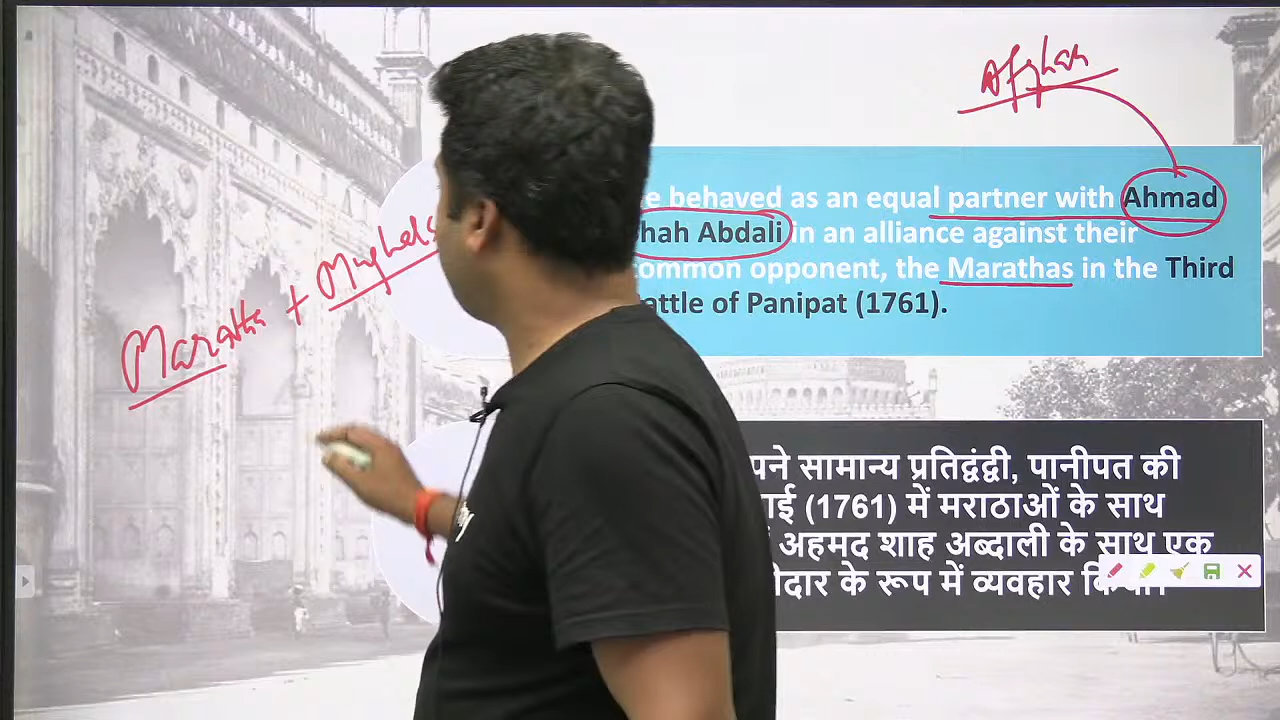 Afghan
e behaved as an equal partner with Ahmad
hah Abdali in an alliance against their
ommon opponent, the Marathas in the Third
attle of Panipat (1761).
Maratha + Mughals
पने सामान्य प्रतिद्वंद्वी, पानीपत की
ाई (1761) में मराठाओं के साथ
अहमद शाह अब्दाली के साथ एक
ीदार के रूप में व्यवहार